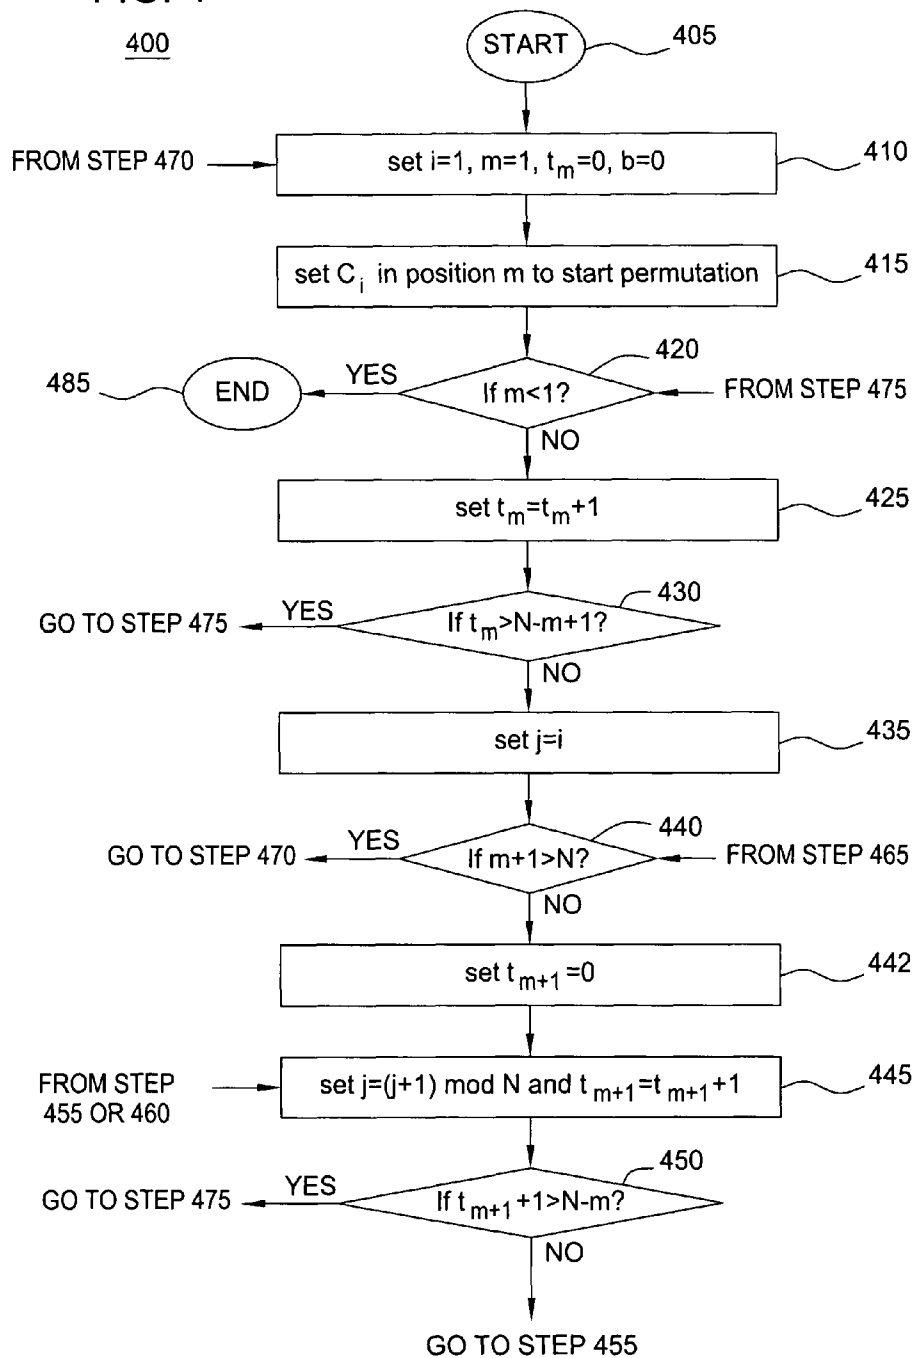 400
START
405
FROM STEP 470
set i=1, m=1, t_m=0, b=0
410
set C_i in position m to start permutation
415
420
485
END
YES
If m<1?
FROM STEP 475
NO
set t_m=t_m+1
425
430
GO TO STEP 475
YES
If t_m>N-m+1?
NO
set j=i
435
440
GO TO STEP 470
YES
If m+1>N?
FROM STEP 465
NO
set t_m+1=0
442
FROM STEP
455 OR 460
set j=(j+1) mod N and t_m+1=t_m+1+1
445
450
GO TO STEP 475
YES
If t_m+1+1>N-m?
NO
GO TO STEP 455